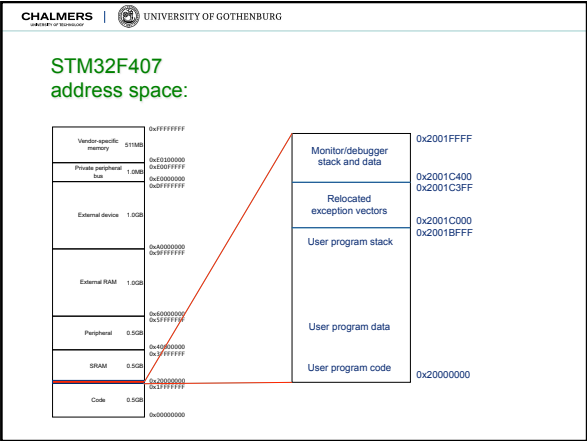 CHALMERS
UNIVERSITY OF TECHNOLOGY
UNIVERSITY OF GOTHENBURG
STM32F407
address space:
0xFFFFFFFF
Vendor-specific
memory
511MB
0xE0100000
0xE00FFFFF
Private peripheral
bus
1.0MB
0xE0000000
0xDFFFFFFF
External device 1.0GB
0xA0000000
0x9FFFFFFF
External RAM 1.0GB
0x60000000
0x5FFFFFFF
Peripheral 0.5GB
0x40000000
0x3FFFFFFF
SRAM 0.5GB
0x20000000
0x1FFFFFFF
Code 0.5GB
0x00000000
0x2001FFFF
Monitor/debugger
stack and data
0x2001C400
0x2001C3FF
Relocated
exception vectors
0x2001C000
0x2001BFFF
User program stack
User program data
User program code
0x20000000